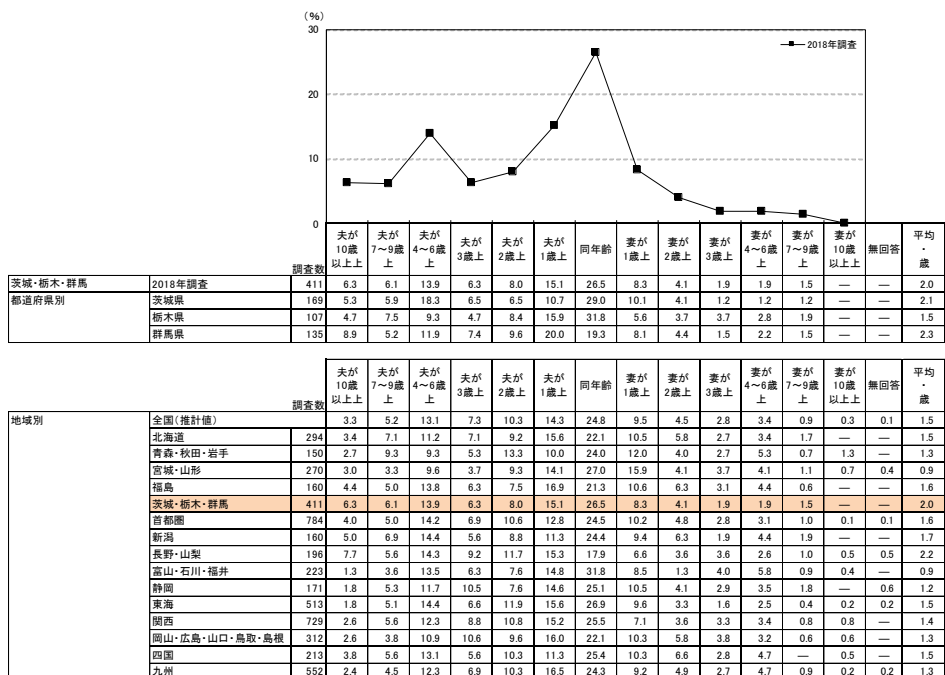 （％）
30
20
10
0
2018年調査
調査数 夫が10歳以上上 夫が7～9歳上 夫が4～6歳上 夫が3歳上 夫が2歳上 夫が1歳上 同年齢 妻が1歳上 妻が2歳上 妻が3歳上 妻が4～6歳上 妻が7～9歳上 妻が10歳以上上 無回答 平均・歳
茨城・栃木・群馬 2018年調査 411 6.3 6.1 13.9 6.3 8.0 15.1 26.5 8.3 4.1 1.9 1.9 1.5 ― ― 2.0
都道府県別 茨城県 169 5.3 5.9 18.3 6.5 6.5 10.7 29.0 10.1 4.1 1.2 1.2 1.2 ― ― 2.1
栃木県 107 4.7 7.5 9.3 4.7 8.4 15.9 31.8 5.6 3.7 3.7 2.8 1.9 ― ― 1.5
群馬県 135 8.9 5.2 11.9 7.4 9.6 20.0 19.3 8.1 4.4 1.5 2.2 1.5 ― ― 2.3
調査数 夫が10歳以上上 夫が7～9歳上 夫が4～6歳上 夫が3歳上 夫が2歳上 夫が1歳上 同年齢 妻が1歳上 妻が2歳上 妻が3歳上 妻が4～6歳上 妻が7～9歳上 妻が10歳以上上 無回答 平均・歳
地域別 全国（推計値） 3.3 5.2 13.1 7.3 10.3 14.3 24.8 9.5 4.5 2.8 3.4 0.9 0.3 0.1 1.5
北海道 294 3.4 7.1 11.2 7.1 9.2 15.6 22.1 10.5 5.8 2.7 3.4 1.7 ― ― 1.5
青森・秋田・岩手 150 2.7 9.3 9.3 5.3 13.3 10.0 24.0 12.0 4.0 2.7 5.3 0.7 1.3 ― 1.3
宮城・山形 270 3.0 3.3 9.6 3.7 9.3 14.1 27.0 15.9 4.1 3.7 4.1 1.1 0.7 0.4 0.9
福島 160 4.4 5.0 13.8 6.3 7.5 16.9 21.3 10.6 6.3 3.1 4.4 0.6 ― ― 1.6
茨城・栃木・群馬 411 6.3 6.1 13.9 6.3 8.0 15.1 26.5 8.3 4.1 1.9 1.9 1.5 ― ― 2.0
首都圏 784 4.0 5.0 14.2 6.9 10.6 12.8 24.5 10.2 4.8 2.8 3.1 1.0 0.1 0.1 1.6
新潟 160 5.0 6.9 14.4 5.6 8.8 11.3 24.4 9.4 6.3 1.9 4.4 1.9 ― ― 1.7
長野・山梨 196 7.7 5.6 14.3 9.2 11.7 15.3 17.9 6.6 3.6 3.6 2.6 1.0 0.5 0.5 2.2
富山・石川・福井 223 1.3 3.6 13.5 6.3 7.6 14.8 31.8 8.5 1.3 4.0 5.8 0.9 0.4 ― 0.9
静岡 171 1.8 5.3 11.7 10.5 7.6 14.6 25.1 10.5 4.1 2.9 3.5 1.8 ― 0.6 1.2
東海 513 1.8 5.1 14.4 6.6 11.9 15.6 26.9 9.6 3.3 1.6 2.5 0.4 0.2 0.2 1.5
関西 729 2.6 5.6 12.3 8.8 10.8 15.2 25.5 7.1 3.6 3.3 3.4 0.8 0.8 ― 1.4
岡山・広島・山口・鳥取・島根 312 2.6 3.8 10.9 10.6 9.6 16.0 22.1 10.3 5.8 3.8 3.2 0.6 0.6 ― 1.3
四国 213 3.8 5.6 13.1 5.6 10.3 11.3 25.4 10.3 6.6 2.8 4.7 ― 0.5 ― 1.5
九州 552 2.4 4.5 12.3 6.9 10.3 16.5 24.3 9.2 4.9 2.7 4.7 0.9 0.2 0.2 1.3